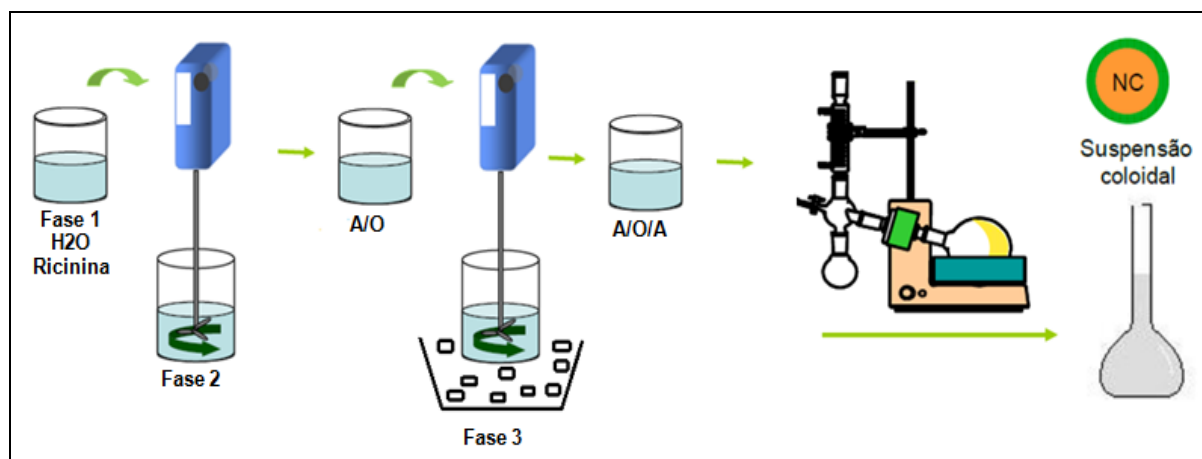 Fase 1
H2O
Ricinina
Fase 2
A/O
Fase 3
A/O/A
NC
Suspensão
coloidal